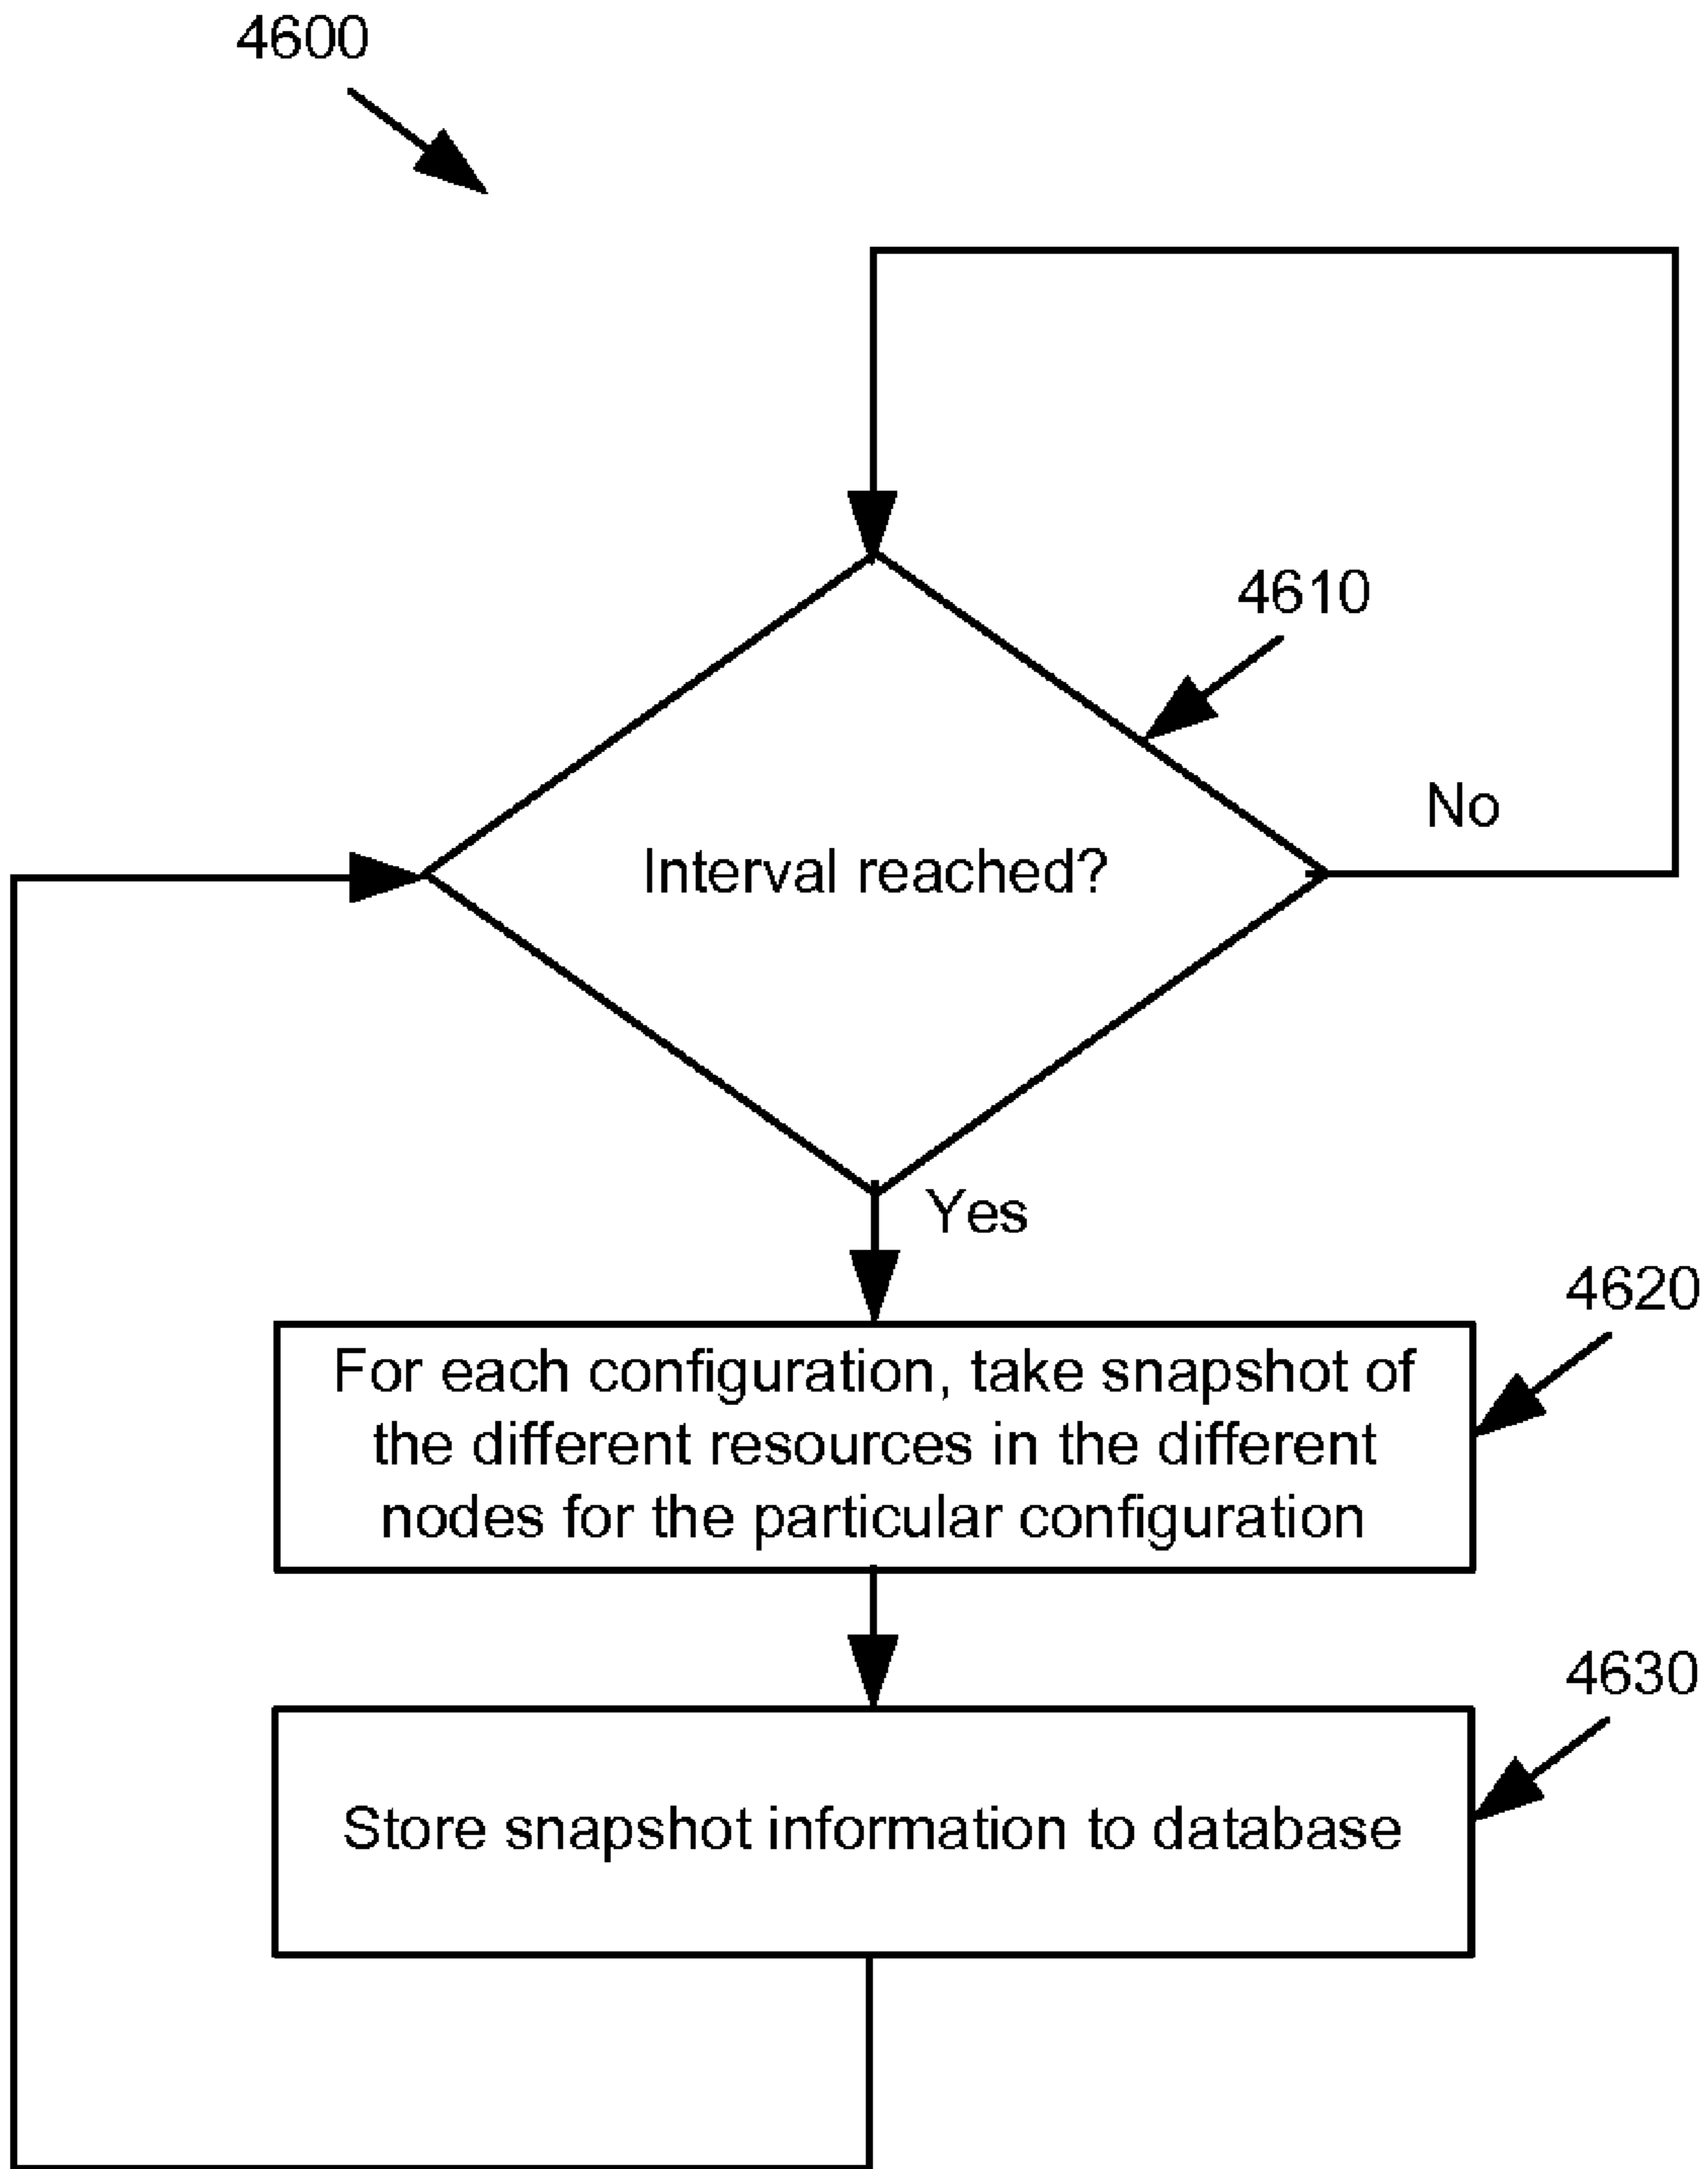 4600
4610
No
Interval reached?
Yes
4620
For each configuration, take snapshot of
the different resources in the different
nodes for the particular configuration
4630
Store snapshot information to database